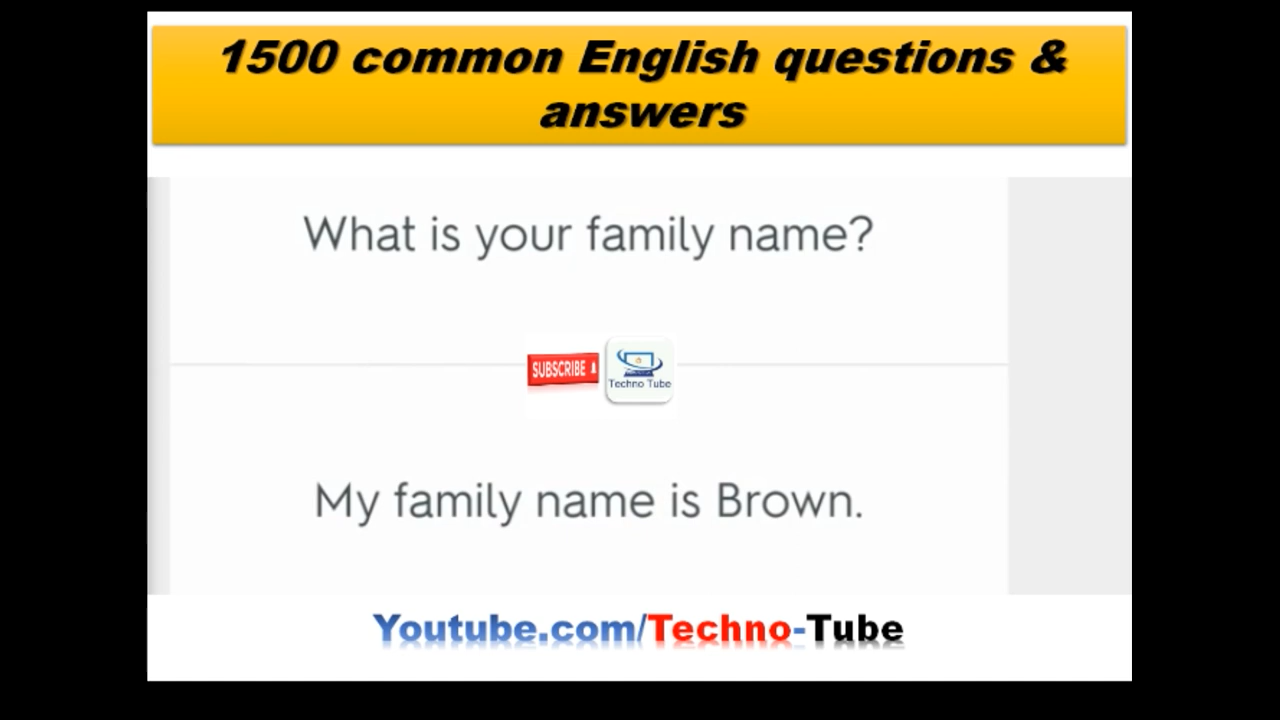 1500 common English questions &
answers
What is your family name?
SUBSCRIBE
Techno Tube
My family name is Brown.
Youtube.com/Techno-Tube